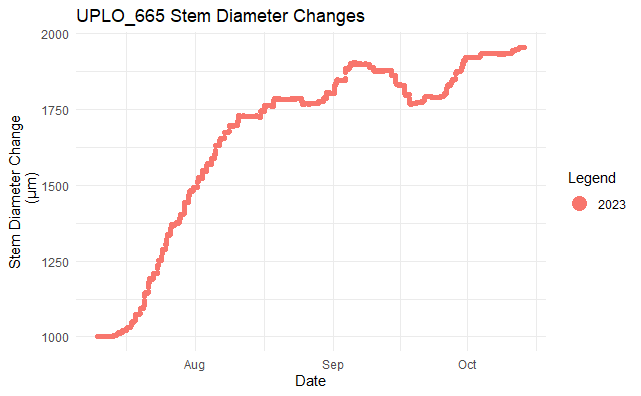 UPLO_665 Stem Diameter Changes
2000
1750
1500
1250
1000
Stem Diameter Change
(μm)
Aug
Sep
Oct
Date
Legend
2023